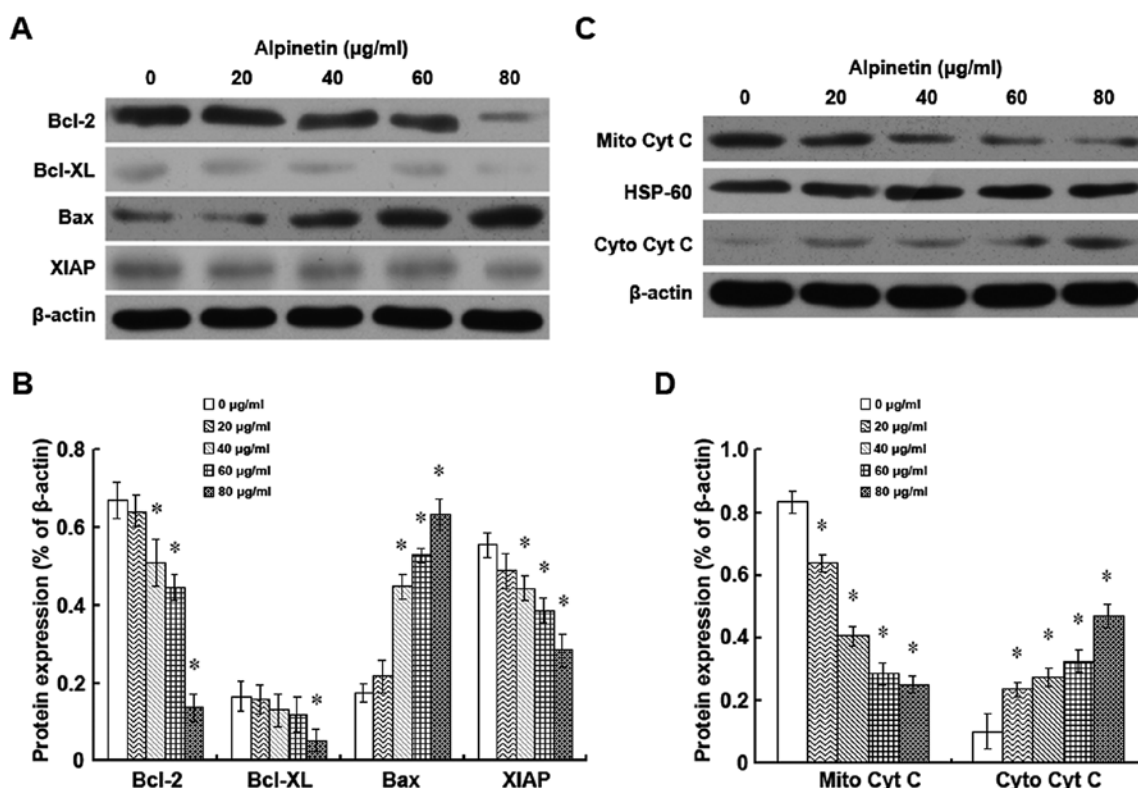 A
Alpinetin (µg/ml)
0 20 40 60 80
Bcl-2
Bcl-XL
Bax
XIAP
β-actin
C
Alpinetin (µg/ml)
0 20 40 60 80
Mito Cyt C
HSP-60
Cyto Cyt C
β-actin
B
0 µg/ml
20 µg/ml
40 µg/ml
60 µg/ml
80 µg/ml
Protein expression (% of β-actin)
0.8
0.6
0.4
0.2
0
* * * * * * * * * *
Bcl-2 Bcl-XL Bax XIAP
D
0 µg/ml
20 µg/ml
40 µg/ml
60 µg/ml
80 µg/ml
Protein expression (% of β-actin)
1.0
0.8
0.6
0.4
0.2
0
* * * * * * * *
Mito Cyt C Cyto Cyt C